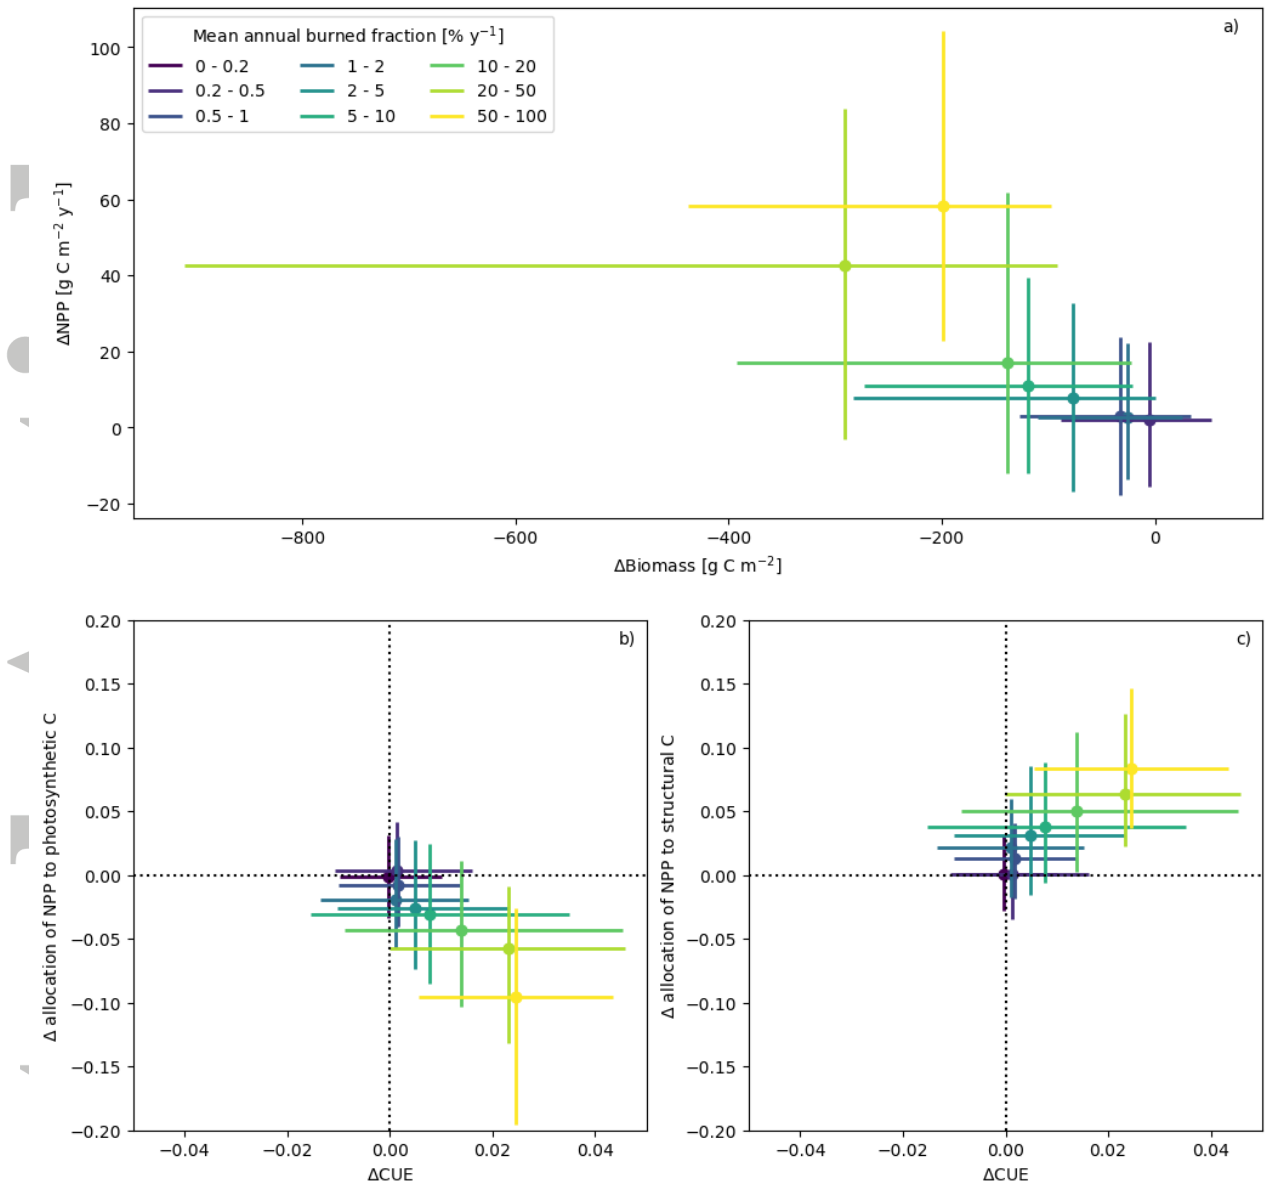 a)
Mean annual burned fraction [% y⁻¹]
0 - 0.2
1 - 2
10 - 20
0.2 - 0.5
2 - 5
20 - 50
0.5 - 1
5 - 10
50 - 100
100
80
60
40
20
0
−20
ΔNPP [g C m⁻² y⁻¹]
−800
−600
−400
−200
0
ΔBiomass [g C m⁻²]
b)
0.20
0.15
0.10
0.05
0.00
−0.05
−0.10
−0.15
−0.20
Δ allocation of NPP to photosynthetic C
−0.04
−0.02
0.00
0.02
0.04
ΔCUE
c)
0.20
0.15
0.10
0.05
0.00
−0.05
−0.10
−0.15
−0.20
Δ allocation of NPP to structural C
−0.04
−0.02
0.00
0.02
0.04
ΔCUE